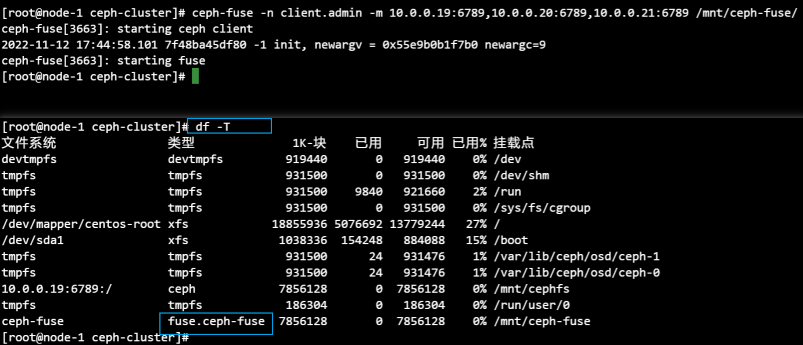 [root@node-1 ceph-cluster]# ceph-fuse -n client.admin -m 10.0.0.19:6789,10.0.0.20:6789,10.0.0.21:6789 /mnt/ceph-fuse/
ceph-fuse[3663]: starting ceph client
2022-11-12 17:44:58.101 7f48ba45df80 -1 init, newargv = 0x55e9b0b1f7b0 newargc=9
ceph-fuse[3663]: starting fuse
[root@node-1 ceph-cluster]#
[root@node-1 ceph-cluster]# df -T
文件系统 类型 1K-块 已用 可用 已用% 挂载点
devtmpfs devtmpfs 919440 0 919440 0% /dev
tmpfs tmpfs 931500 0 931500 0% /dev/shm
tmpfs tmpfs 931500 9840 921660 2% /run
tmpfs tmpfs 931500 0 931500 0% /sys/fs/cgroup
/dev/mapper/centos-root xfs 18855936 5076692 13779244 27% /
/dev/sda1 xfs 1038336 154248 884088 15% /boot
tmpfs tmpfs 931500 24 931476 1% /var/lib/ceph/osd/ceph-1
tmpfs tmpfs 931500 24 931476 1% /var/lib/ceph/osd/ceph-0
10.0.0.19:6789:/ ceph 7856128 0 7856128 0% /mnt/cephfs
tmpfs tmpfs 186304 0 186304 0% /run/user/0
ceph-fuse fuse.ceph-fuse 7856128 0 7856128 0% /mnt/ceph-fuse
[root@node-1 ceph-cluster]#